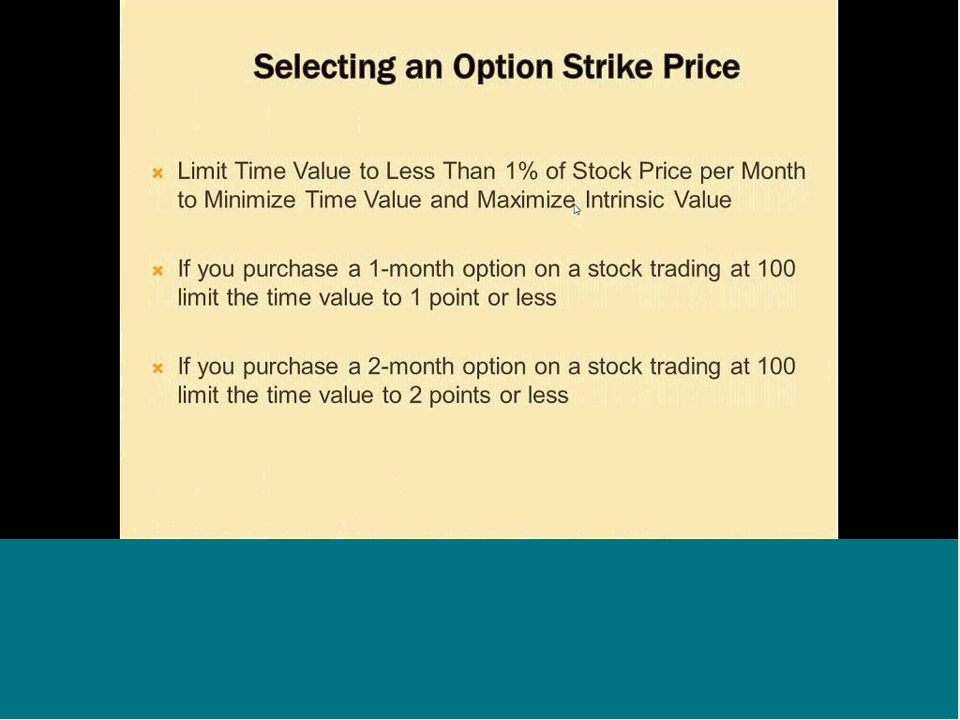 Selecting an Option Strike Price
Limit Time Value to Less Than 1% of Stock Price per Month
to Minimize Time Value and Maximize Intrinsic Value
If you purchase a 1-month option on a stock trading at 100
limit the time value to 1 point or less
If you purchase a 2-month option on a stock trading at 100
limit the time value to 2 points or less